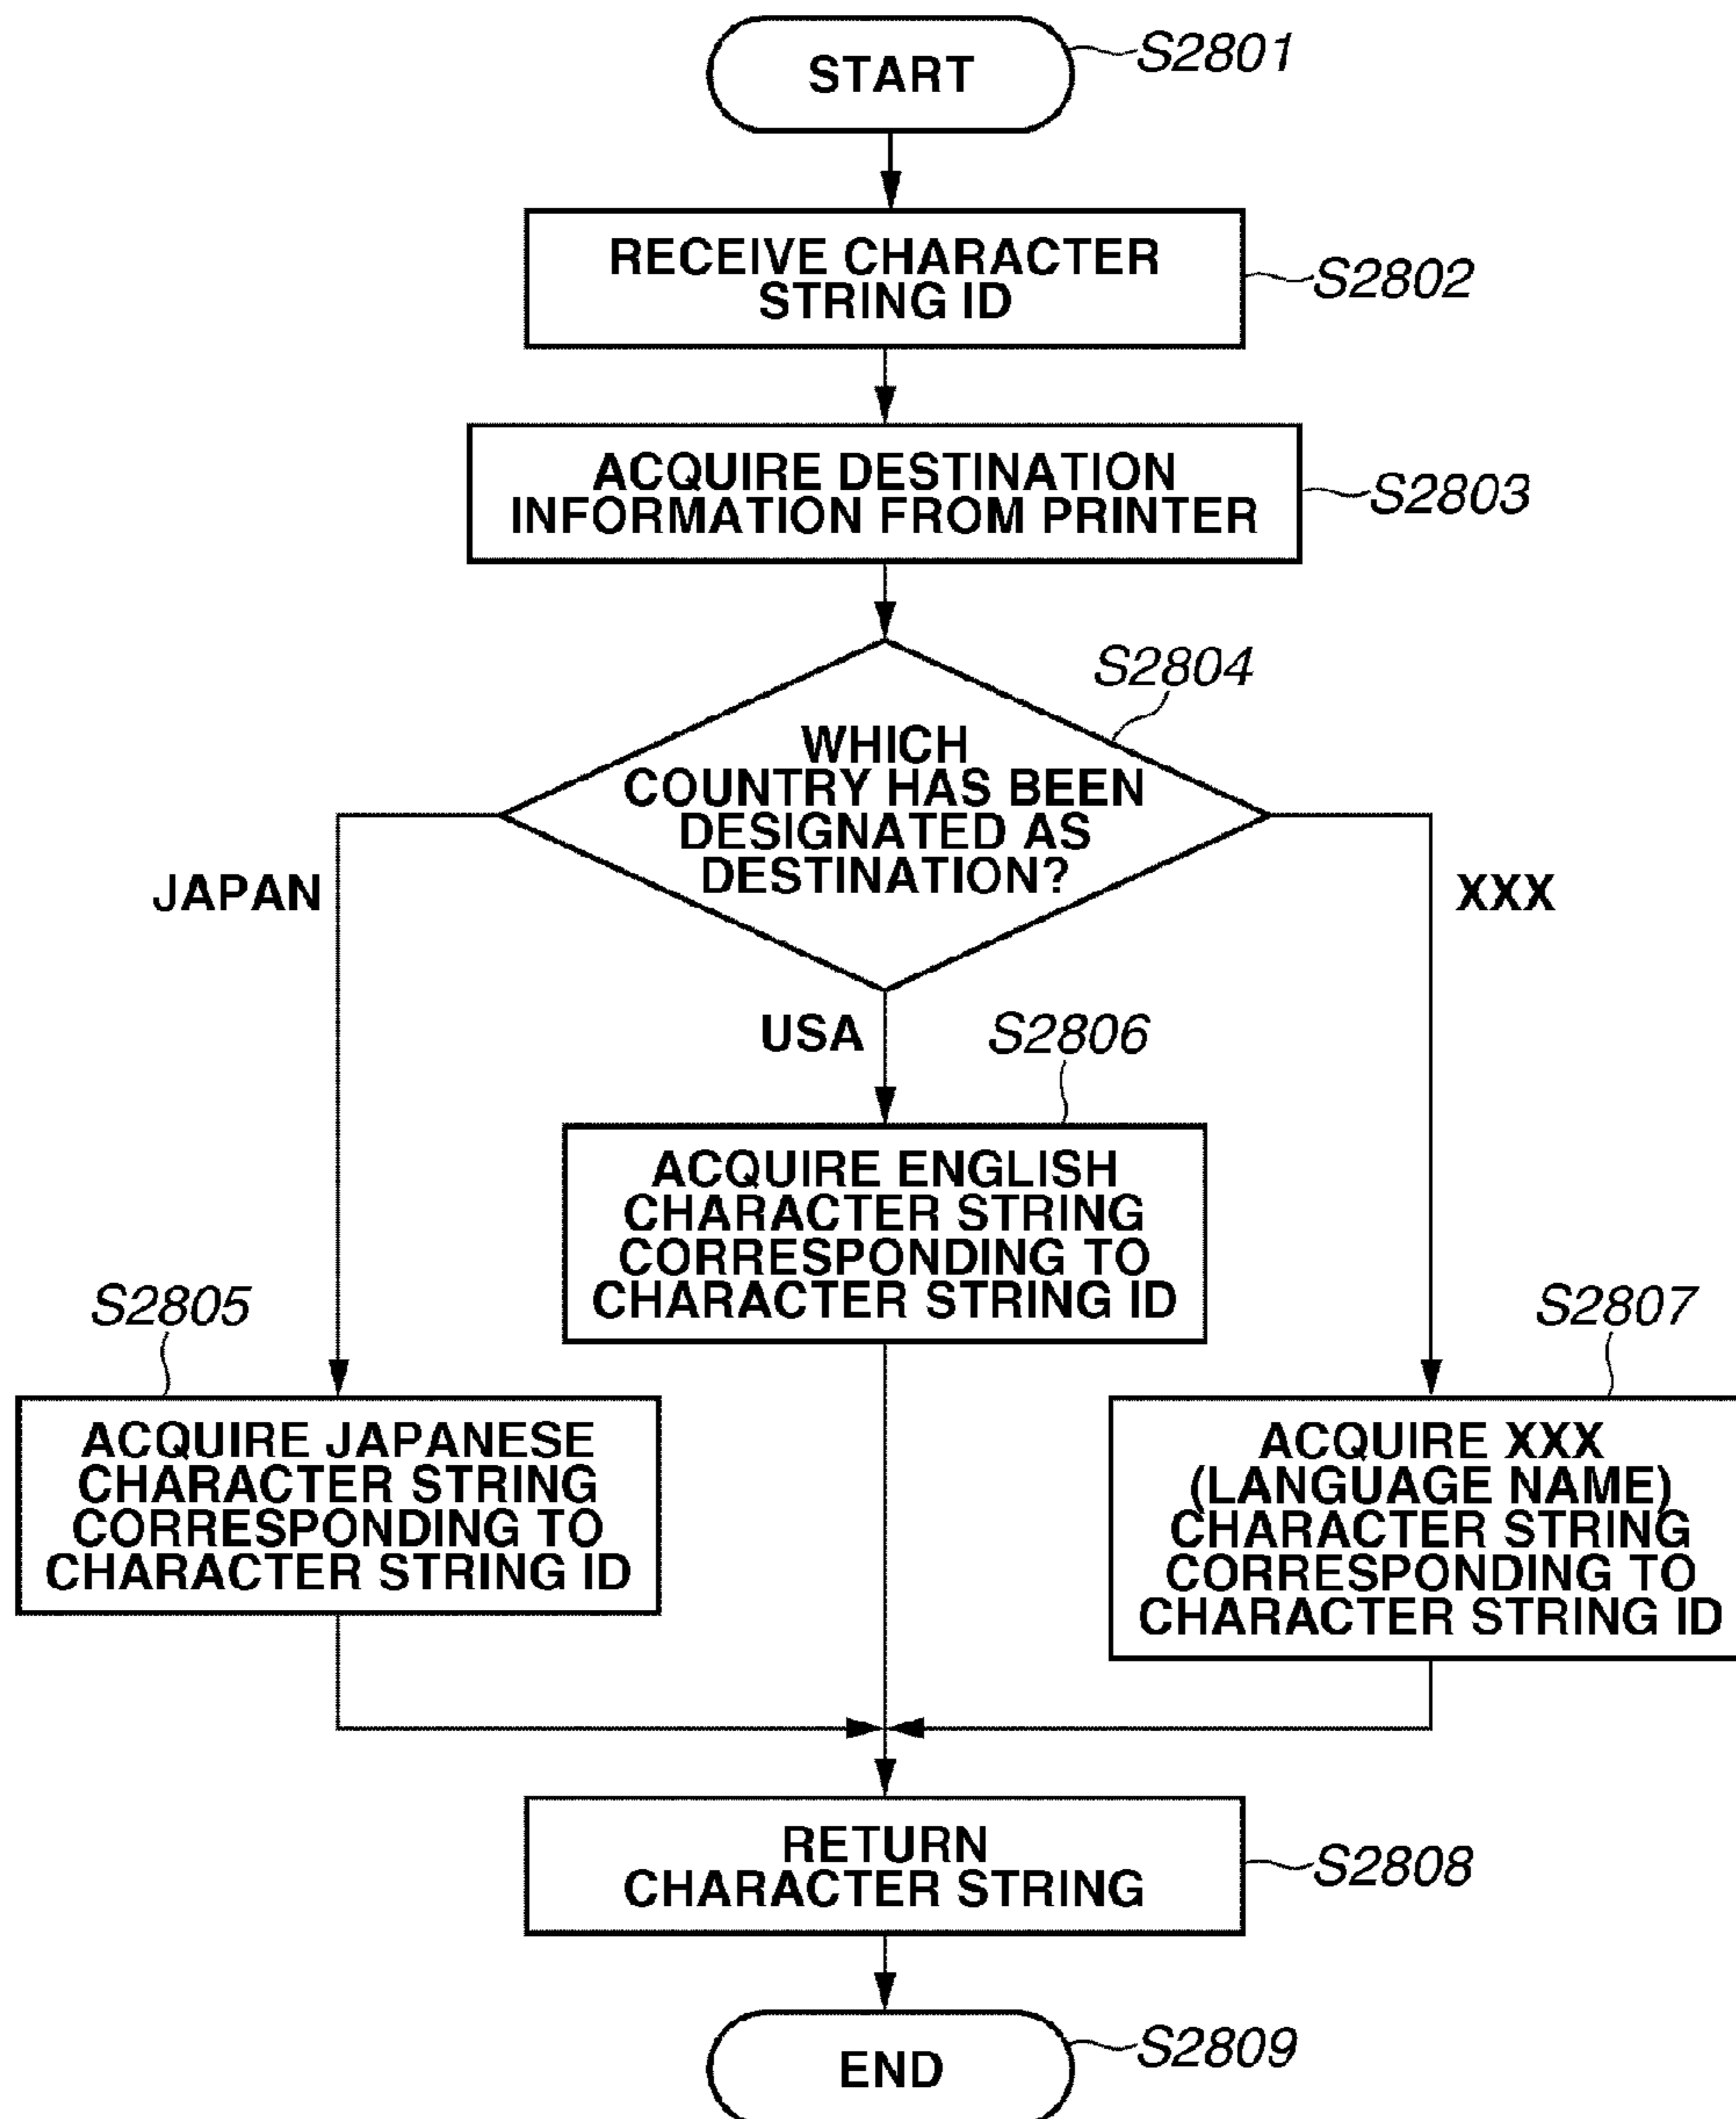 START
S2801
RECEIVE CHARACTER
STRING ID
S2802
ACQUIRE DESTINATION
INFORMATION FROM PRINTER
S2803
S2804
WHICH
COUNTRY HAS BEEN
DESIGNATED AS
DESTINATION?
JAPAN
XXX
USA
S2806
ACQUIRE ENGLISH
CHARACTER STRING
CORRESPONDING TO
CHARACTER STRING ID
S2805
ACQUIRE JAPANESE
CHARACTER STRING
CORRESPONDING TO
CHARACTER STRING ID
S2807
ACQUIRE XXX
(LANGUAGE NAME)
CHARACTER STRING
CORRESPONDING TO
CHARACTER STRING ID
RETURN
CHARACTER STRING
S2808
END
S2809